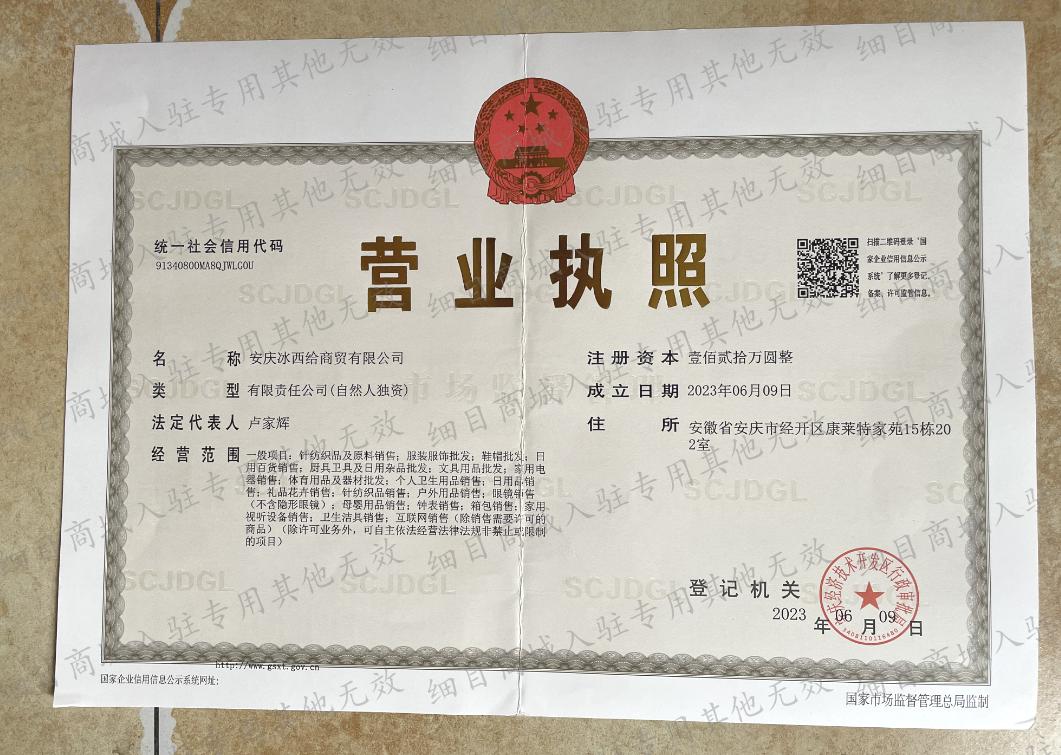 统一社会信用代码
91340800MA8QJWLG0U
营业执照
扫描二维码登录“国
家企业信用信息公示
系统”了解更多登记、
备案、许可监管信息。
名称 安庆冰西给商贸有限公司
类型 有限责任公司(自然人独资)
法定代表人 卢家辉
经营范围 一般项目：针纺织品及原料销售；服装服饰批发；鞋帽批发；日
用百货销售；厨具卫具及日用杂品批发；文具用品批发；家用电
器销售；体育用品及器材批发；个人卫生用品销售；日用品销
售；礼品花卉销售；针纺织品销售；户外用品销售；眼镜销售
（不含隐形眼镜）；母婴用品销售；钟表销售；箱包销售；家用
视听设备销售；卫生洁具销售；互联网销售（除销售需要许可的
商品）（除许可业务外，可自主依法经营法律法规非禁止或限制
的项目）
注册资本 壹佰贰拾万圆整
成立日期 2023年06月09日
住所 安徽省安庆市经开区康莱特家苑15栋20
2室
登记机关
2023年06月09日
http://www.gsxt.gov.cn
国家企业信用信息公示系统网址：
国家市场监督管理总局监制
细目商城入驻专用其他无效
SCJDGL